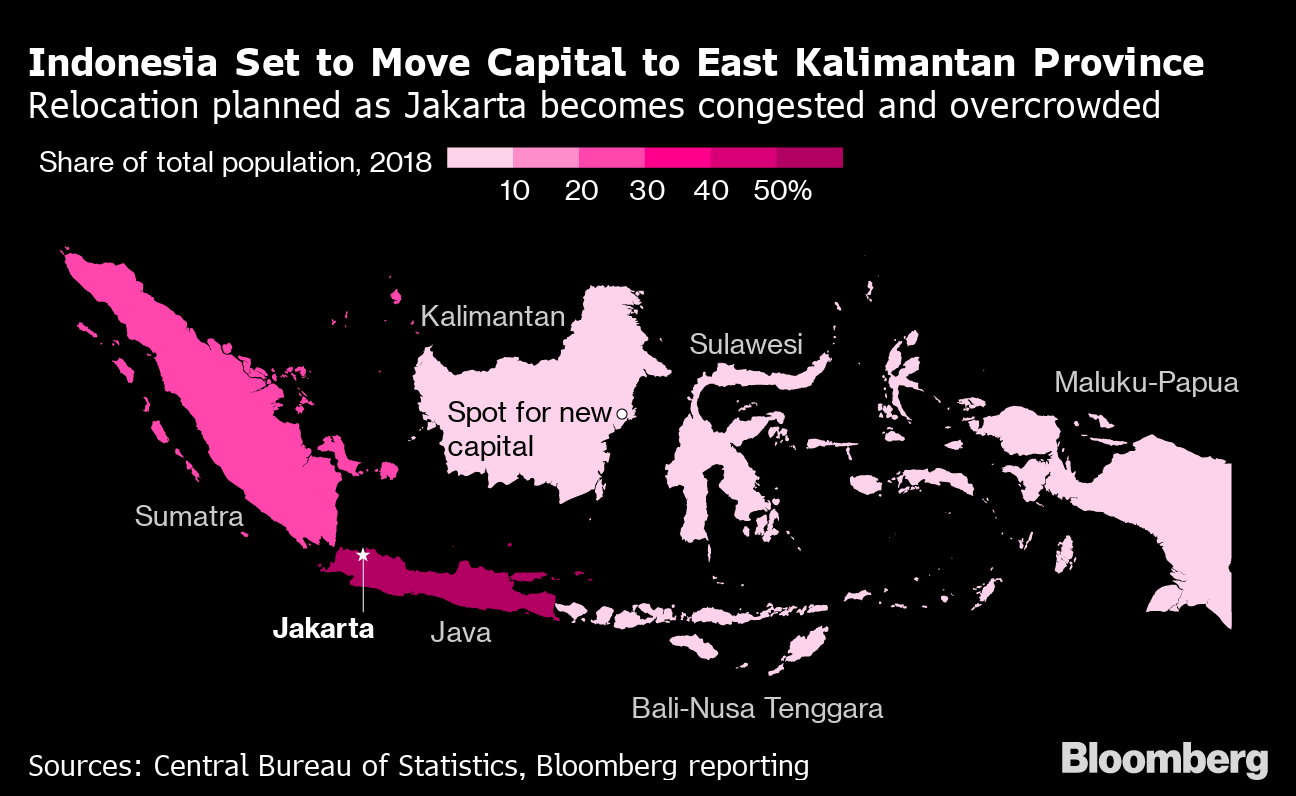 Indonesia Set to Move Capital to East Kalimantan Province
Relocation planned as Jakarta becomes congested and overcrowded
Share of total population, 2018
10 20 30 40 50%
Kalimantan
Sulawesi
Maluku-Papua
Spot for new
capital
Sumatra
Jakarta
Java
Bali-Nusa Tenggara
Sources: Central Bureau of Statistics, Bloomberg reporting
Bloomberg